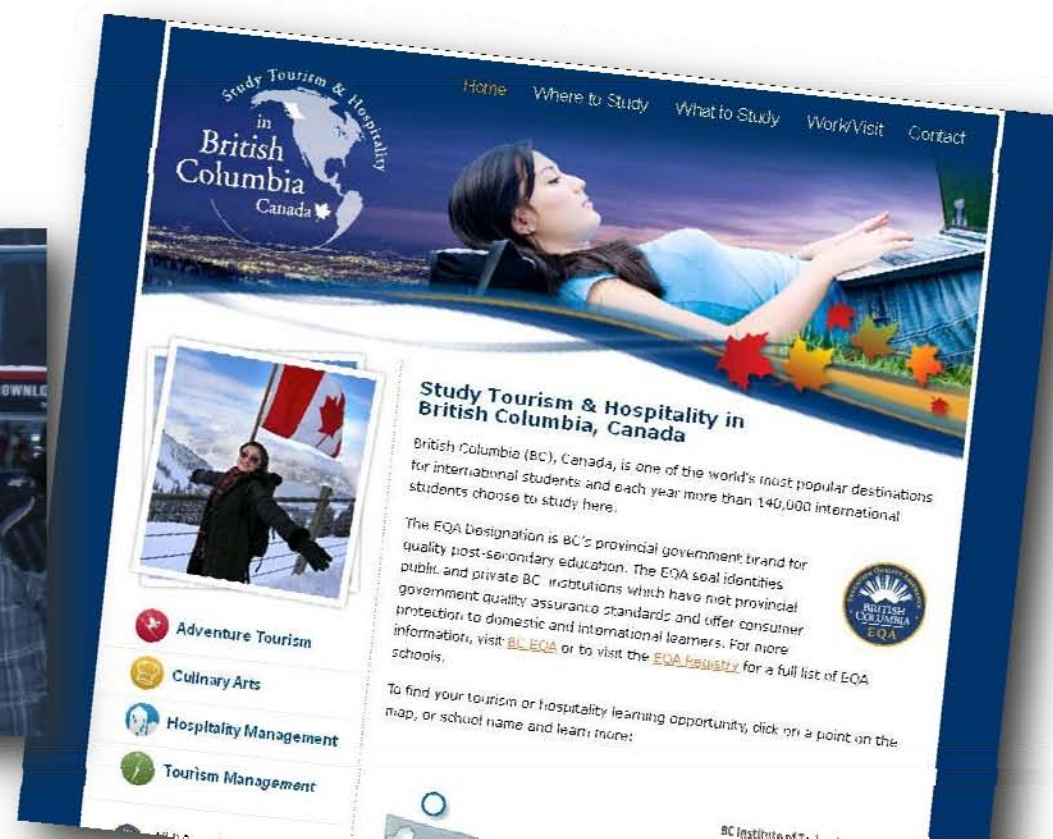 Study Tourism & Hospitality
in
British
Columbia
Canada
Home Where to Study What to Study Work/Visit Contact
OWNLE
Study Tourism & Hospitality in
British Columbia, Canada
British Columbia (BC), Canada, is one of the world's most popular destinations
for international students and each year more than 140,000 international
students choose to study here.
The EQA Designation is BC's provincial government brand for
quality post-secondary education. The EQA seal identifies
public and private BC institutions which have met provincial
government quality assurance standards and offer consumer
protection to domestic and international learners. For more
information, visit BC EQA or to visit the EQA Registry for a full list of EQA
schools.
BRITISH
COLUMBIA
EQA
To find your tourism or hospitality learning opportunity, click on a point on the
map, or school name and learn more:
Adventure Tourism
Culinary Arts
Hospitality Management
Tourism Management
BC Institute of